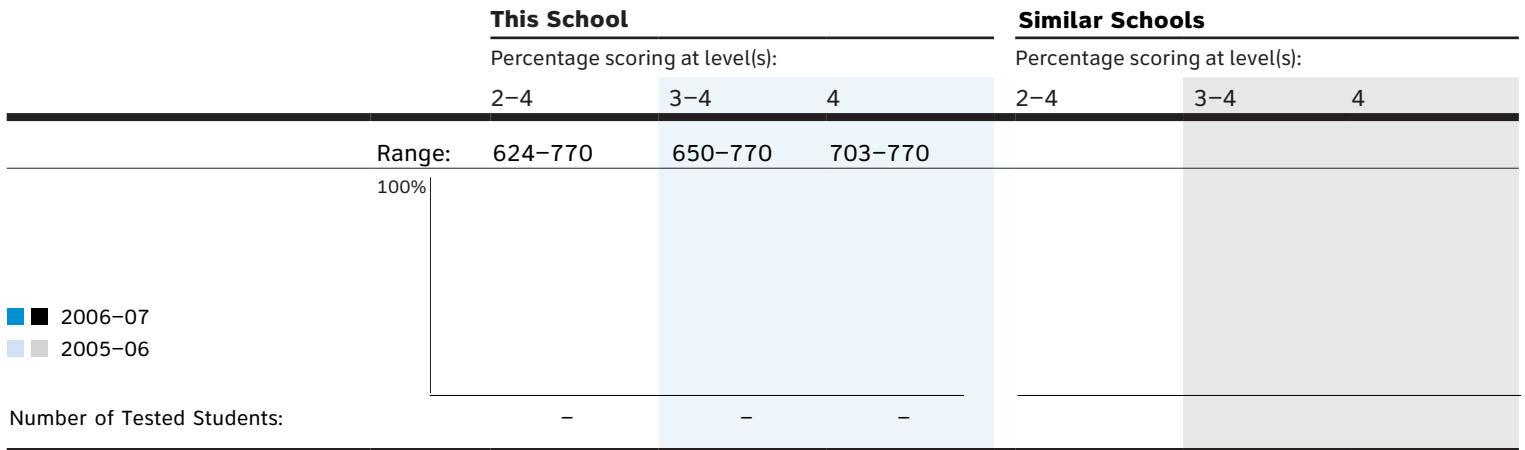 This School Similar Schools
Percentage scoring at level(s): Percentage scoring at level(s):
2–4 3–4 4 2–4 3–4 4
Range: 624–770 650–770 703–770
100%
2006–07
2005–06
Number of Tested Students: – – –